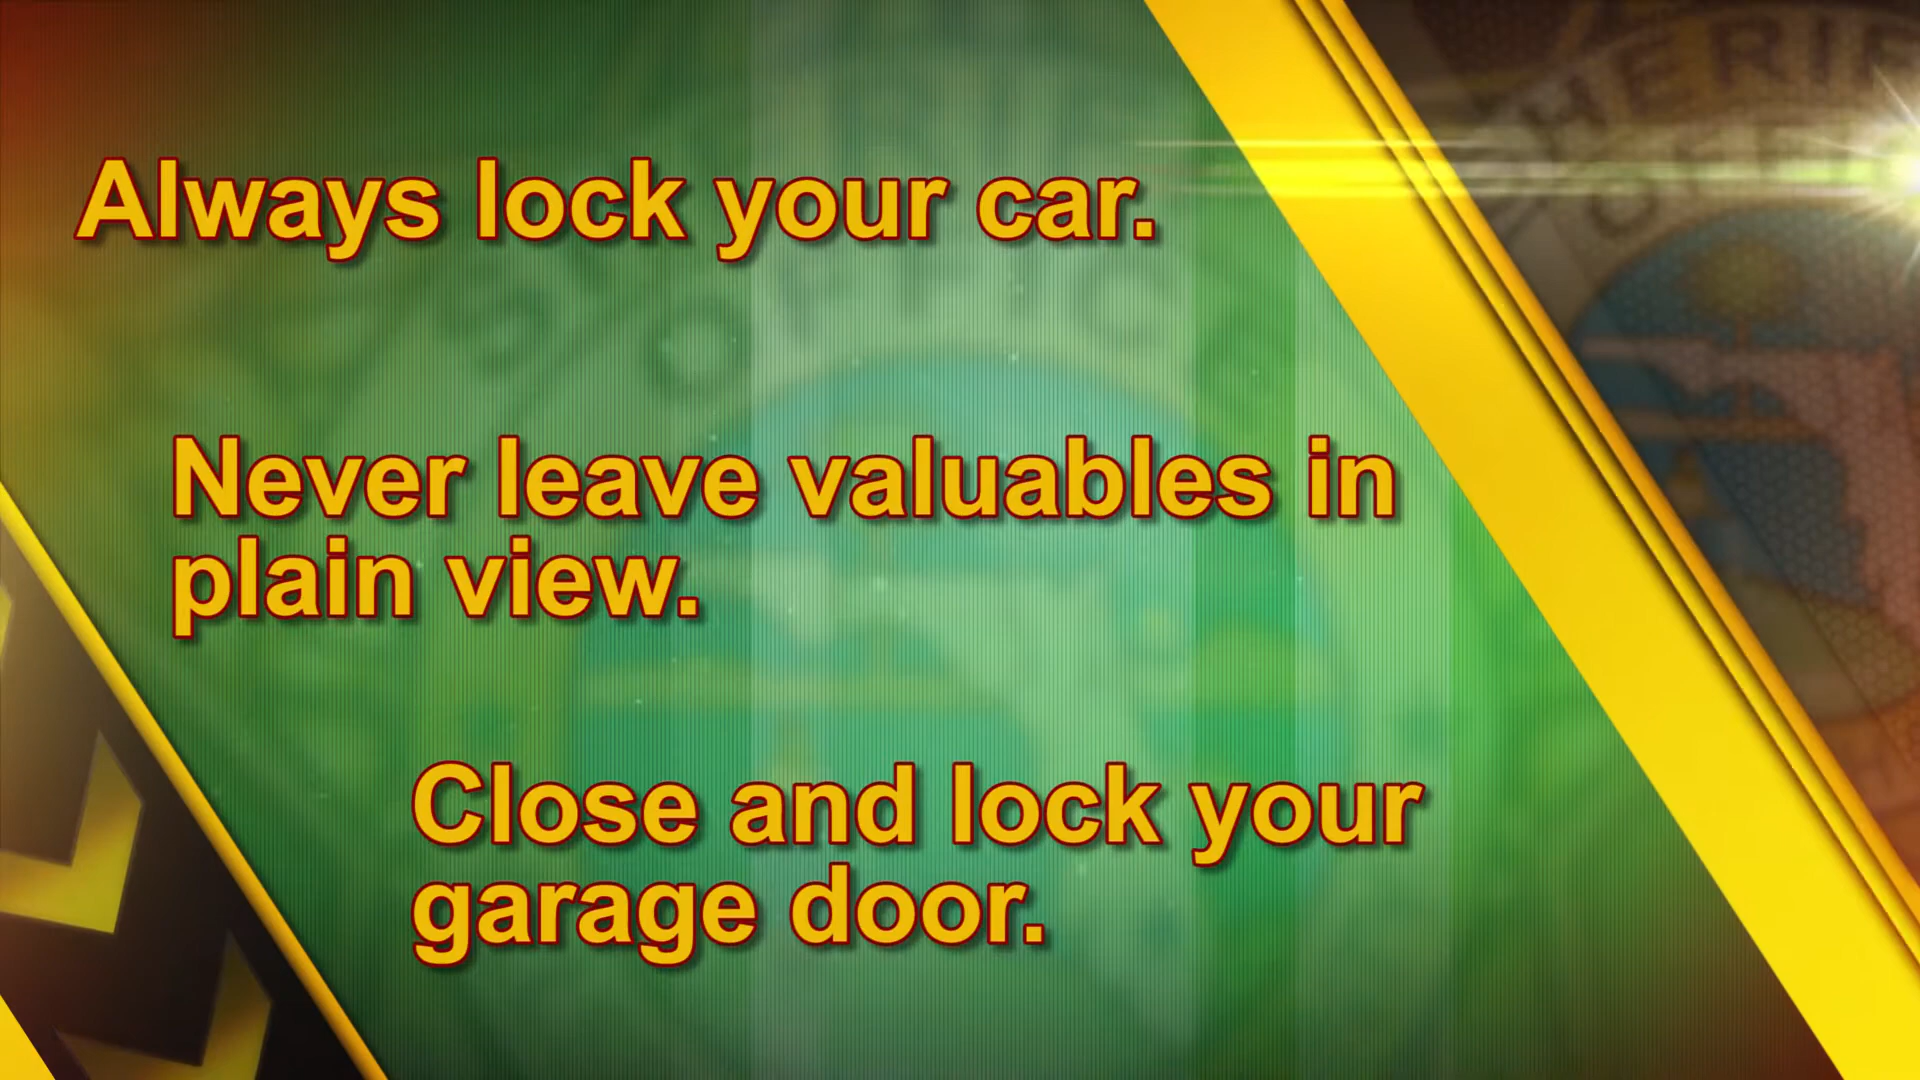 Always lock your car.
Never leave valuables in
plain view.
Close and lock your
garage door.